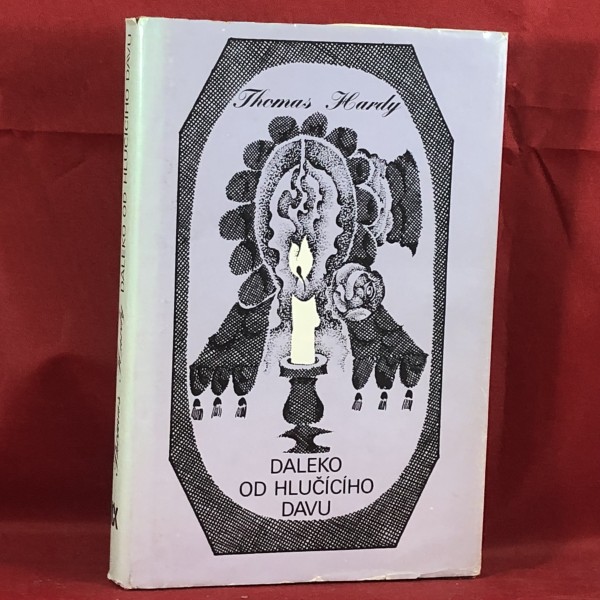 Thomas Hardy
DALEKO
OD HLUČÍCÍHO
DAVU
DALEKO OD HLUČÍCÍHO DAVU